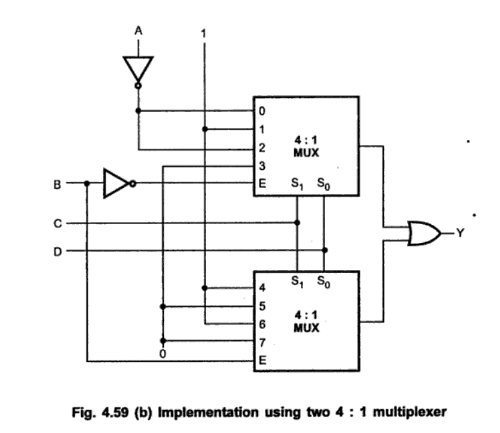 A
1
0
1
2
3
E
4 : 1
MUX
S1 S0
B
C
D
Y
S1 S0
4
5
6
7
E
4 : 1
MUX
0
Fig. 4.59 (b) Implementation using two 4 : 1 multiplexer